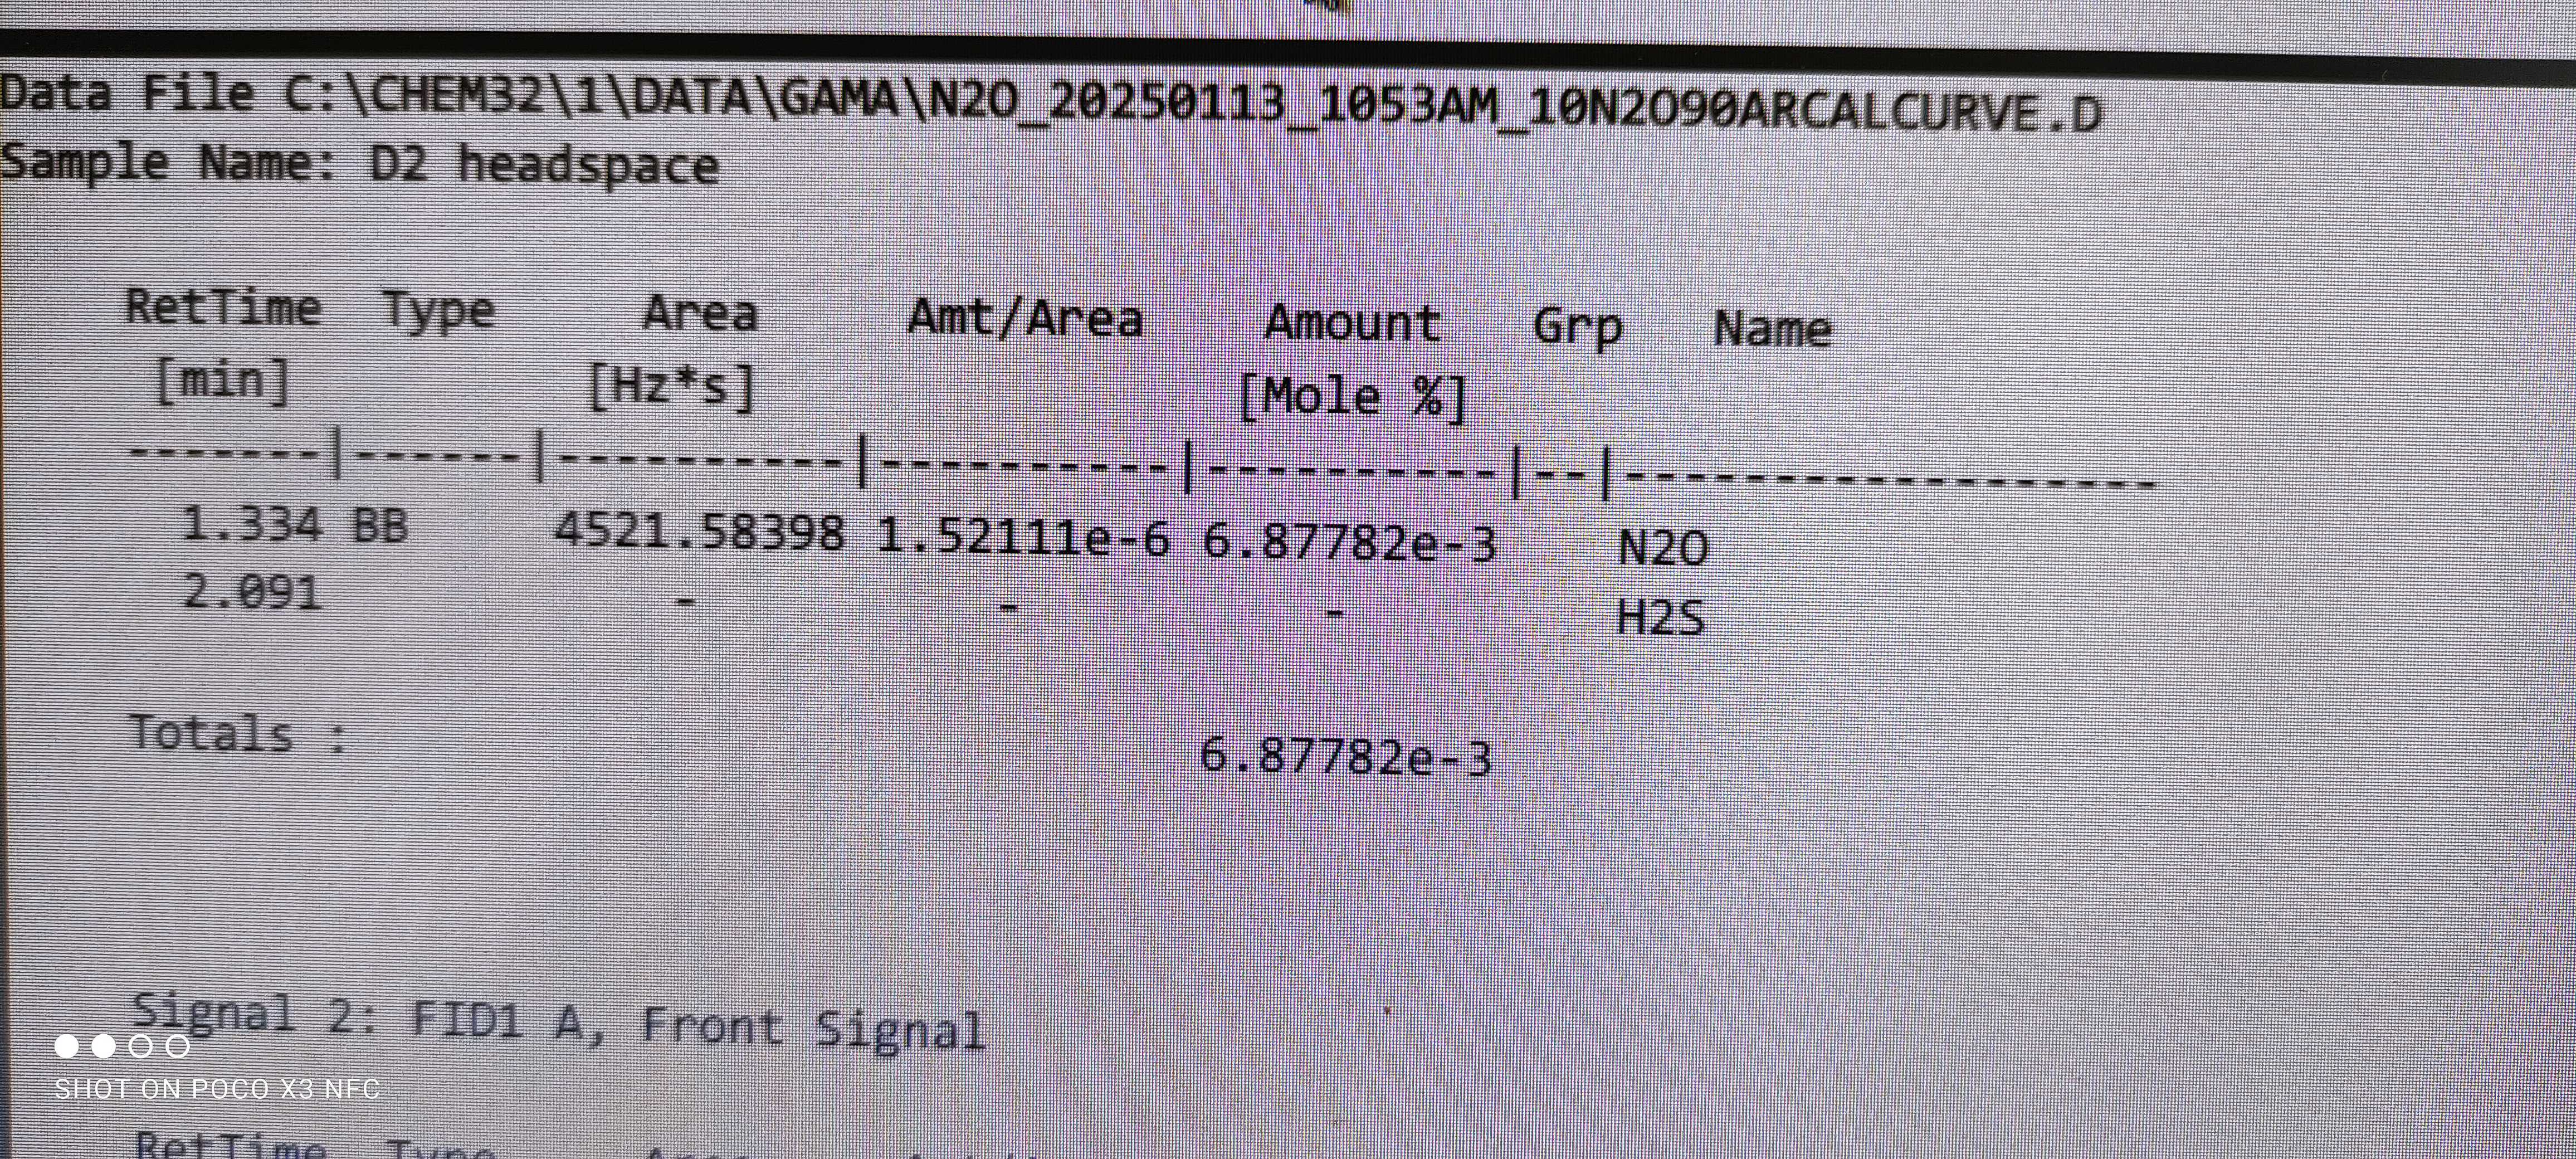 Data File C:\CHEM32\1\DATA\GAMA\N2O_20250113_1053AM_10N2O90ARCALCURVE.D
Sample Name: D2 headspace
RetTime Type Area Amt/Area Amount Grp Name
[min] [Hz*s] [Mole %]
-------|------|----------|----------|----------|--|------------------
1.334 BB 4521.58398 1.52111e-6 6.87782e-3 N2O
2.091 - - - H2S
Totals : 6.87782e-3
Signal 2: FID1 A, Front Signal
SHOT ON POCO X3 NFC
RetTime Type